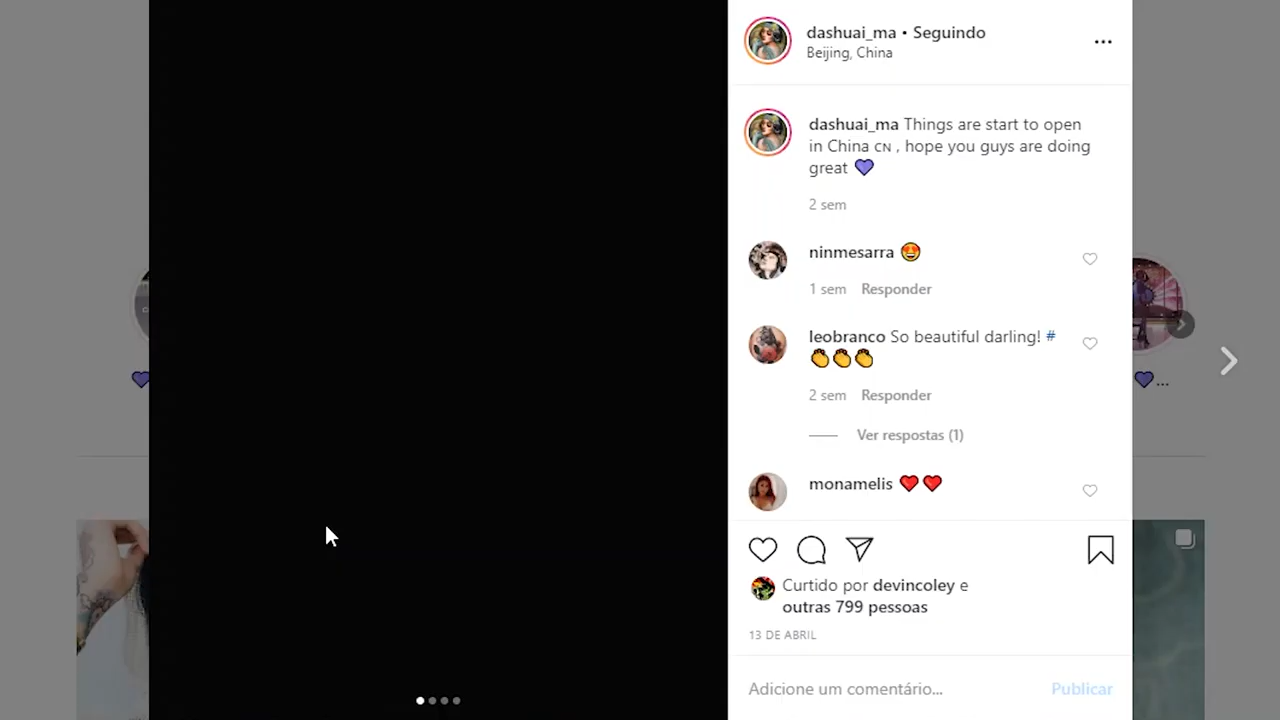 dashuai_ma • Seguindo
Beijing, China
dashuai_ma Things are start to open
in China CN , hope you guys are doing
great 💜
2 sem
ninmesarra 😍
1 sem Responder
leobranco So beautiful darling! #
👏👏👏
2 sem Responder
Ver respostas (1)
monamelis ❤️❤️
💜
💜...
Curtido por devincoley e
outras 799 pessoas
13 DE ABRIL
Adicione um comentário... Publicar